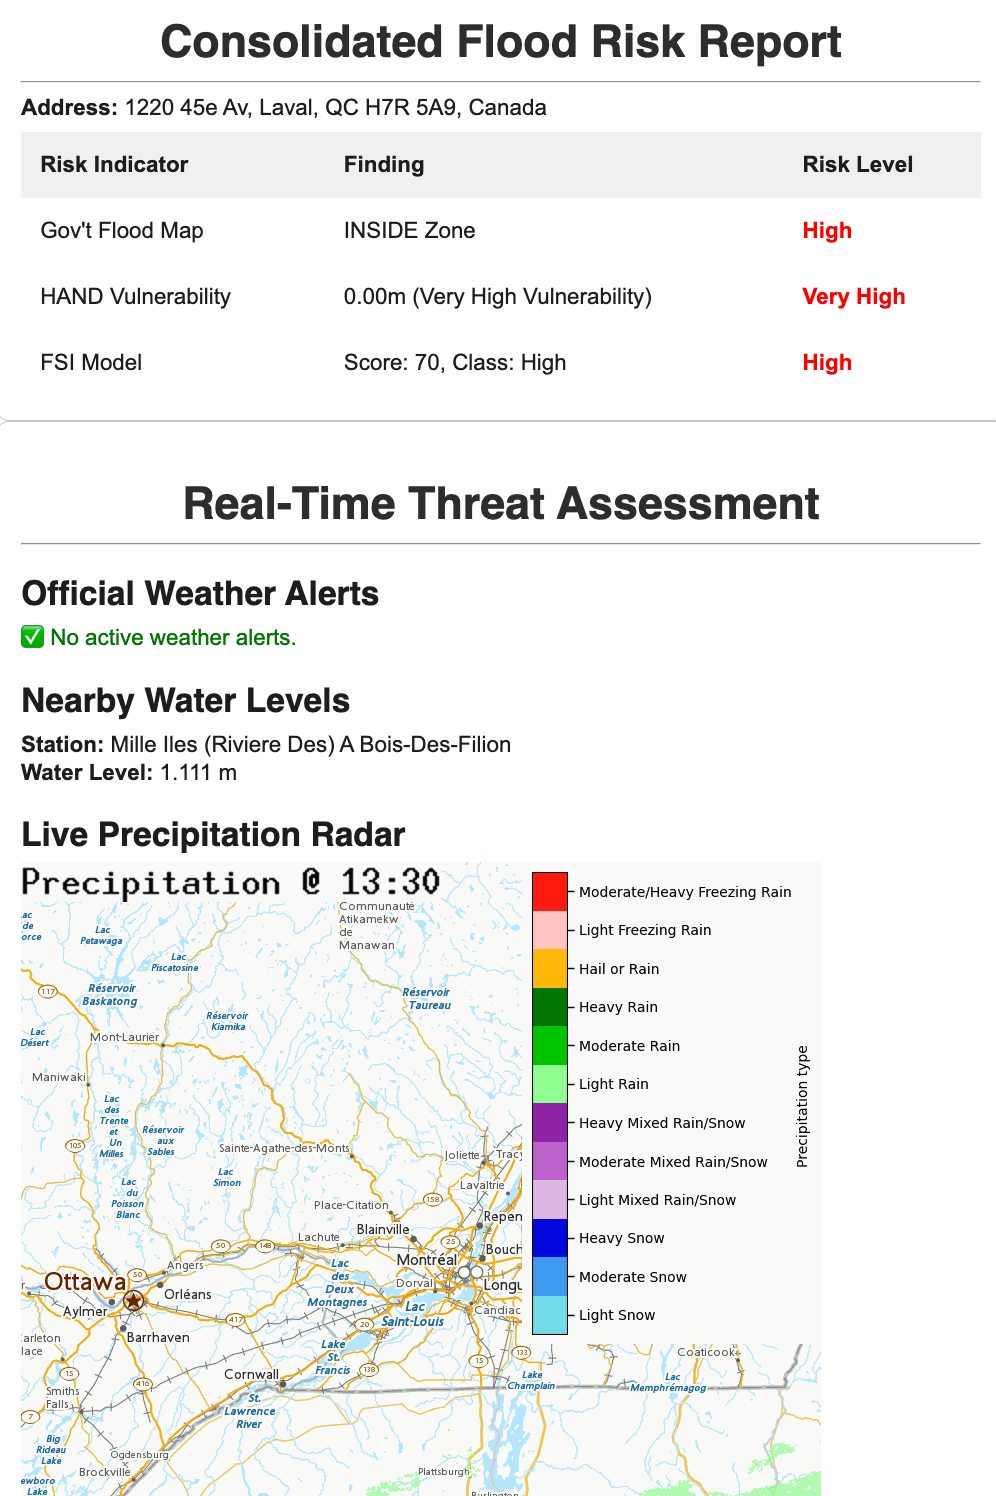 Consolidated Flood Risk Report
Address: 1220 45e Av, Laval, QC H7R 5A9, Canada
Risk Indicator Finding Risk Level
Gov't Flood Map INSIDE Zone High
HAND Vulnerability 0.00m (Very High Vulnerability) Very High
FSI Model Score: 70, Class: High High
Real-Time Threat Assessment
Official Weather Alerts
✅ No active weather alerts.
Nearby Water Levels
Station: Mille Iles (Riviere Des) A Bois-Des-Filion
Water Level: 1.111 m
Live Precipitation Radar
Precipitation @ 13:30
Communauté
Atikamekw
de
Manawan
ac
de
orce
Lac
Petawaga
Lac
Piscatosine
117
Réservoir
Baskatong
Réservoir
Taureau
Réservoir
Kiamika
Lac
Désert
Mont-Laurier
Maniwaki
Lac
des
Trente
et
Un
Milles
Réservoir
aux
Sables
105
Sainte-Agathe-des-Monts
Joliette
Tracy
Lac
Simon
Lac
du
Poisson
Blanc
Lavaltrie
158
Place-Citation
Repen
Blainville
Lachute
50
148
25
Bouch
Montréal
Angers
50
Lac
des
Deux
Montagnes
Dorval
Longu
Ottawa
Orléans
Aylmer
Lac
Saint-Louis
Candiac
417
20
Barrhaven
arleton
lace
Lake
St.
Francis
138
15
133
15
416
Cornwall
Smiths
Falls
St.
Lawrence
River
7
Big
Rideau
Lake
Ogdensburg
Brockville
ewboro
Lake
Lake
Champlain
Lac
Memphrémagog
Coaticook
Plattsburgh
Burlington
Moderate/Heavy Freezing Rain
Light Freezing Rain
Hail or Rain
Heavy Rain
Moderate Rain
Light Rain
Heavy Mixed Rain/Snow
Moderate Mixed Rain/Snow
Light Mixed Rain/Snow
Heavy Snow
Moderate Snow
Light Snow
Precipitation type